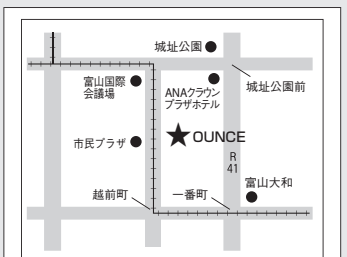 城址公園
富山国際
会議場
ANAクラウン
プラザホテル
城址公園前
市民プラザ
OUNCE
R
41
富山大和
越前町
一番町